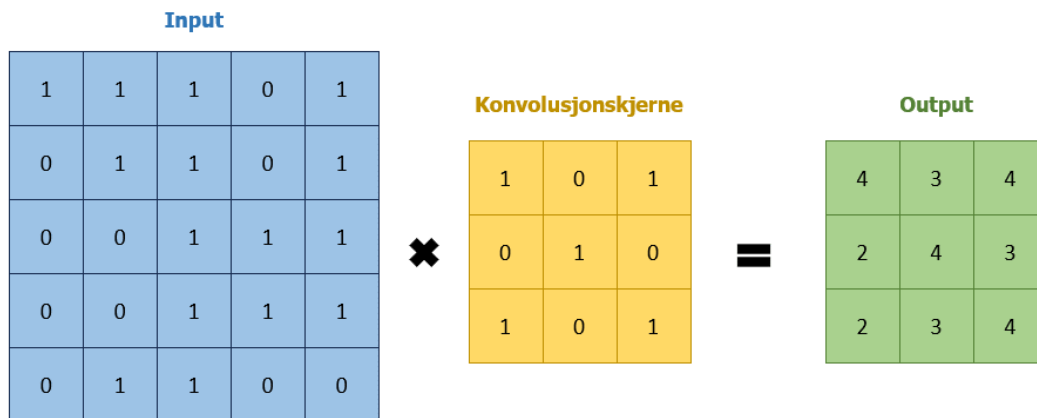 Input
1 1 1 0 1
0 1 1 0 1
0 0 1 1 1
0 0 1 1 1
0 1 1 0 0
Konvolusjonskjerne
1 0 1
0 1 0
1 0 1
Output
4 3 4
2 4 3
2 3 4